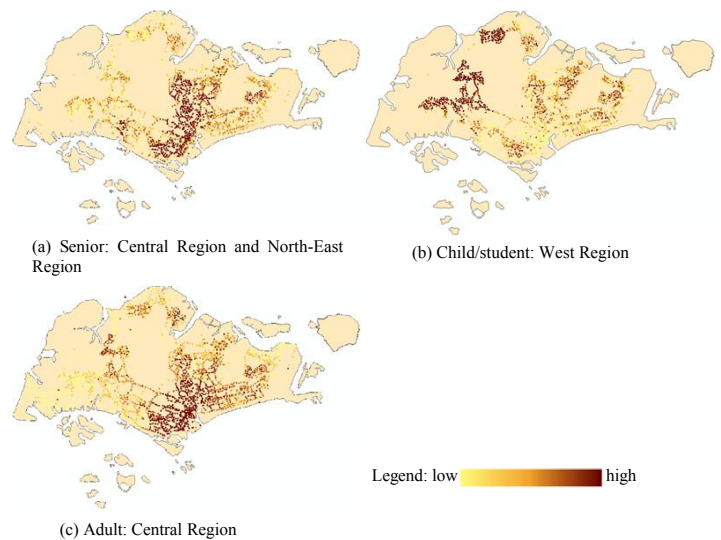 (a) Senior: Central Region and North-East
Region
(b) Child/student: West Region
Legend: low
high
(c) Adult: Central Region